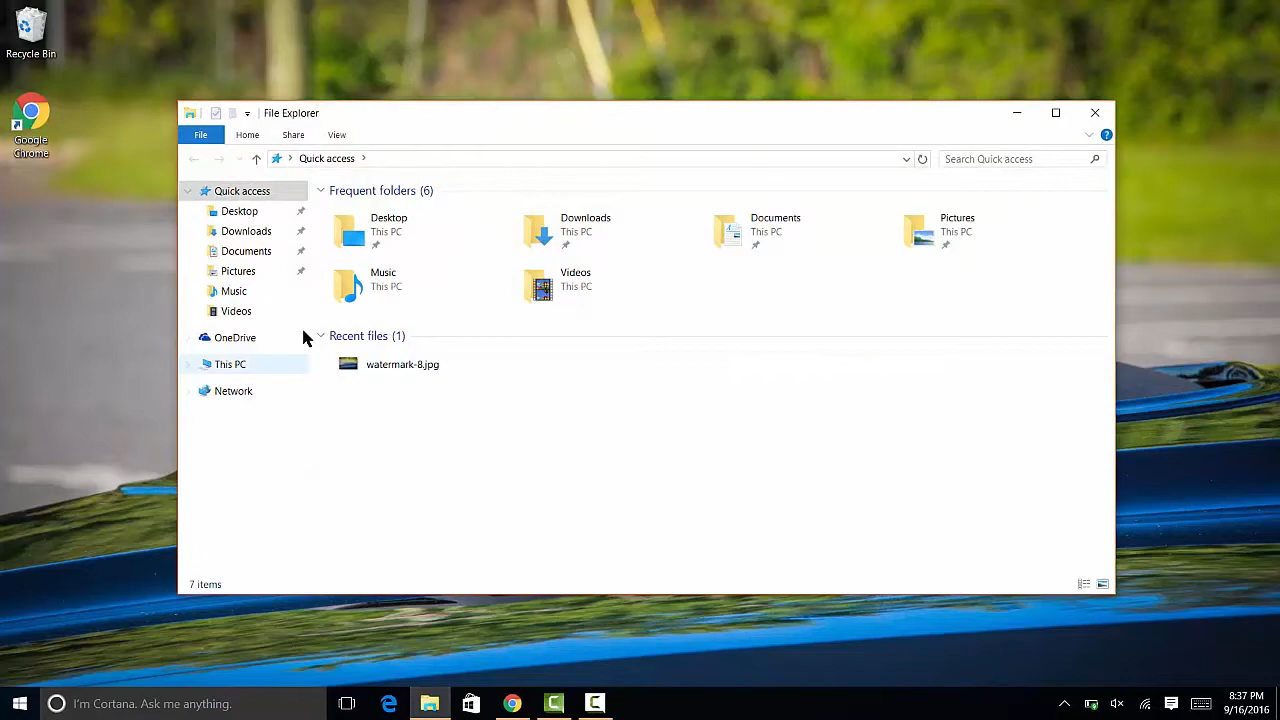 Recycle Bin
Google
Chrome
File Explorer
File
Home
Share
View
Quick access
Search Quick access
Quick access
Desktop
Downloads
Documents
Pictures
Music
Videos
OneDrive
This PC
Network
Frequent folders (6)
Desktop
This PC
Downloads
This PC
Documents
This PC
Pictures
This PC
Music
This PC
Videos
This PC
Recent files (1)
watermark-8.jpg
7 items
I'm Cortana. Ask me anything.
8:37 PM
9/16/2016